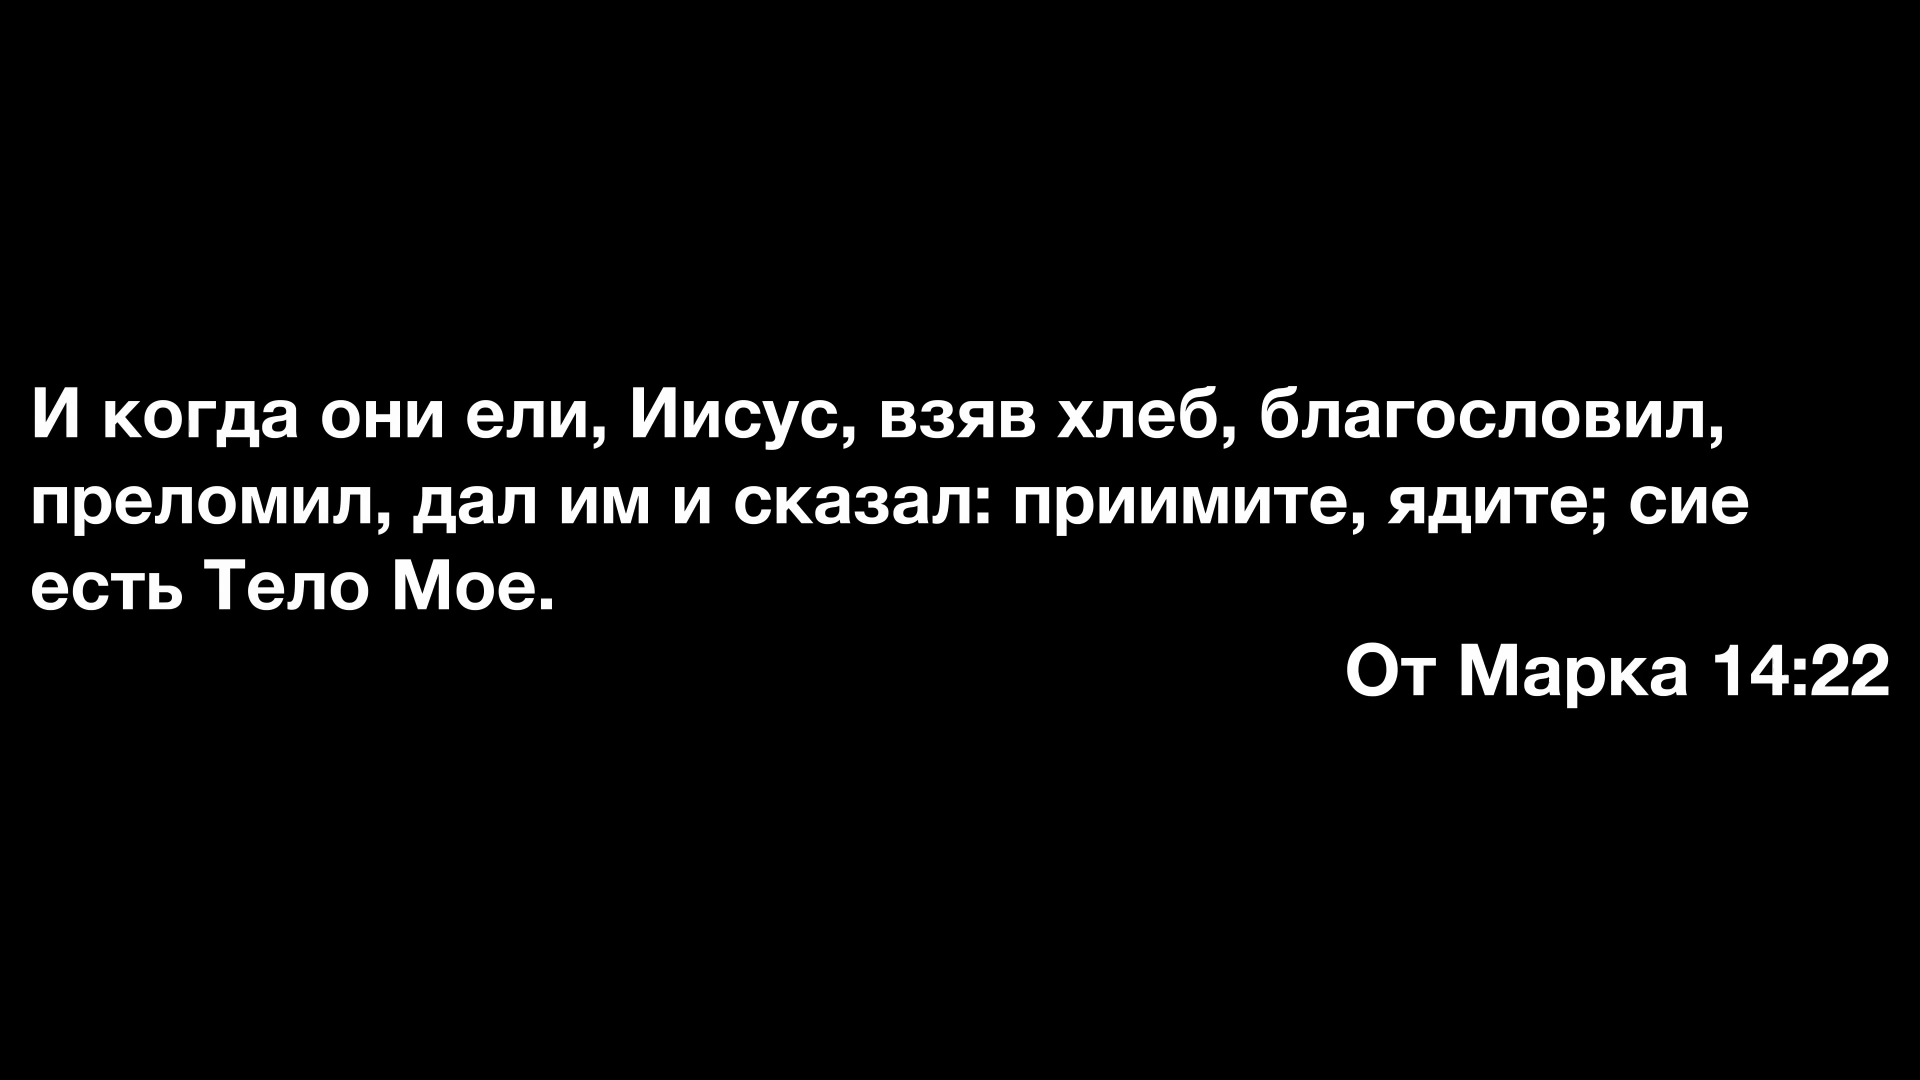 И когда они ели, Иисус, взяв хлеб, благословил,
преломил, дал им и сказал: приимите, ядите; сие
есть Тело Мое.
От Марка 14:22